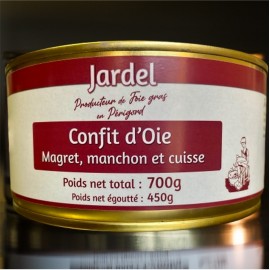 Jardel
Producteur de Foie gras
en Périgord
Confit d'Oie
Magret, manchon et cuisse
Poids net total : 700g
Poids net égoutté : 450g